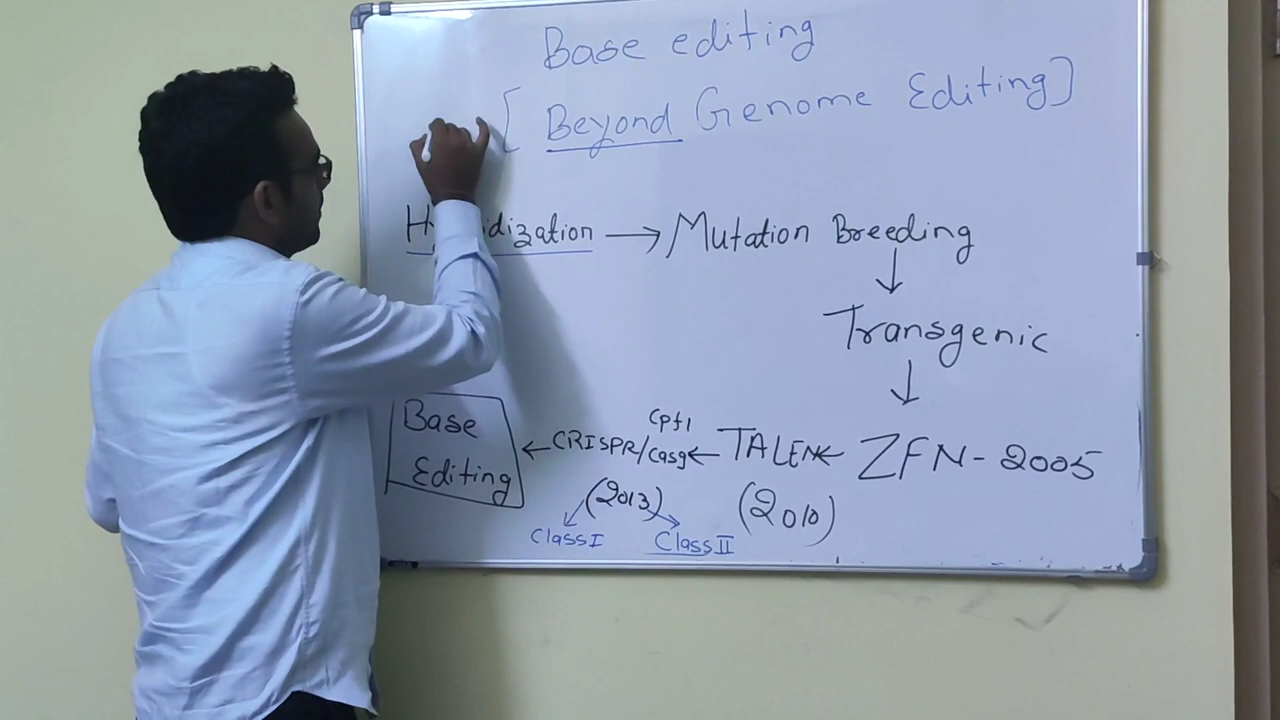 Base editing
[Beyond Genome Editing]
Hybridization → Mutation Breeding
↓
Transgenic
↓
Base Editing ← CRISPR/Cas9 Cpf1 ← TALEN ← ZFN-2005
(2013) (2010)
Class I Class II